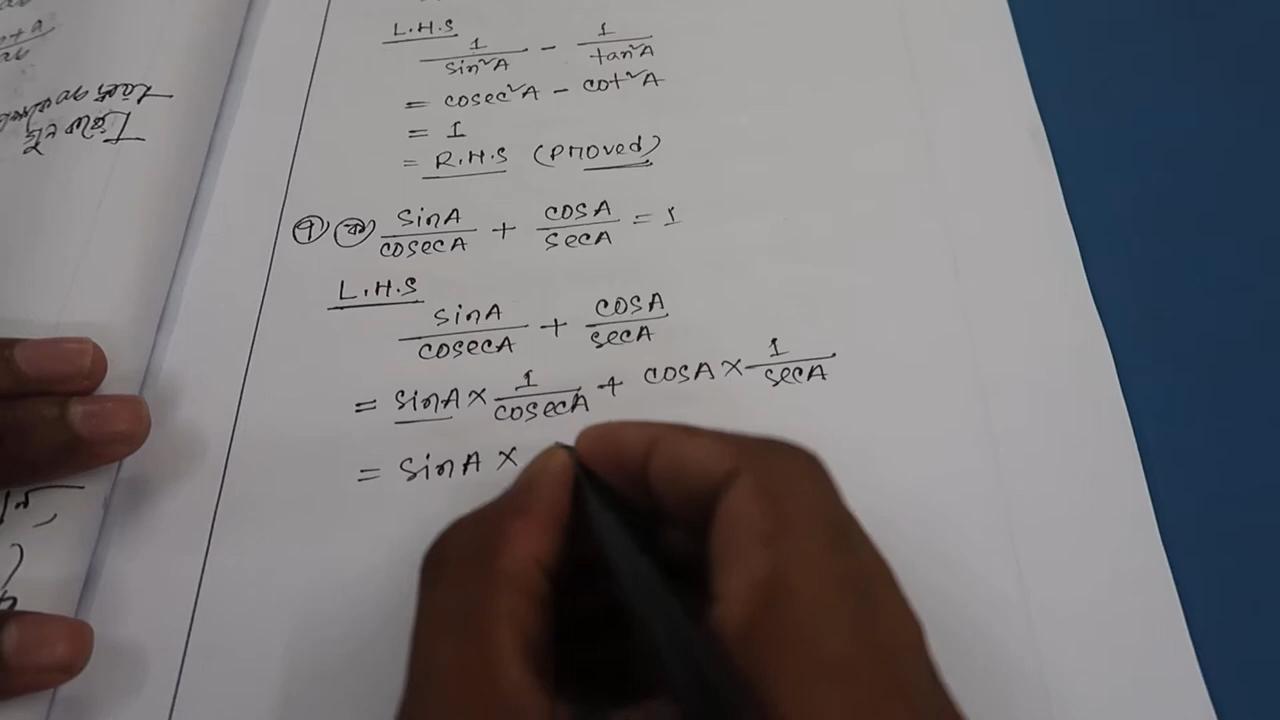 L.H.S
1/sin²A - 1/tan²A
= cosec²A - cot²A
= 1
= R.H.S (Proved)
৭ ক sinA/cosecA + cosA/secA = 1
L.H.S
sinA/cosecA + cosA/secA
= sinA × 1/cosecA + cosA × 1/secA
= sinA ×